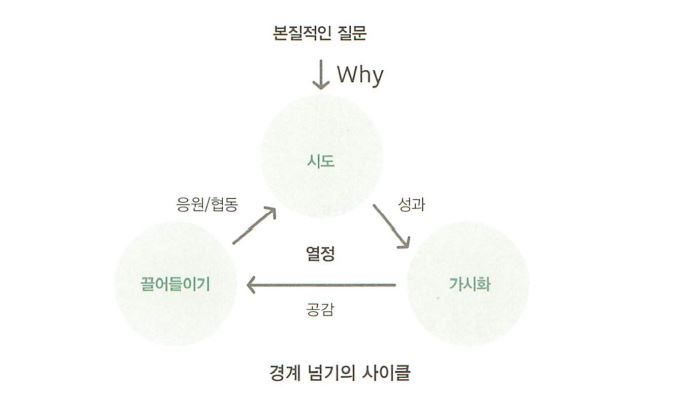 본질적인 질문
Why
시도
응원/협동
성과
열정
끌어들이기
가시화
공감
경계 넘기의 사이클